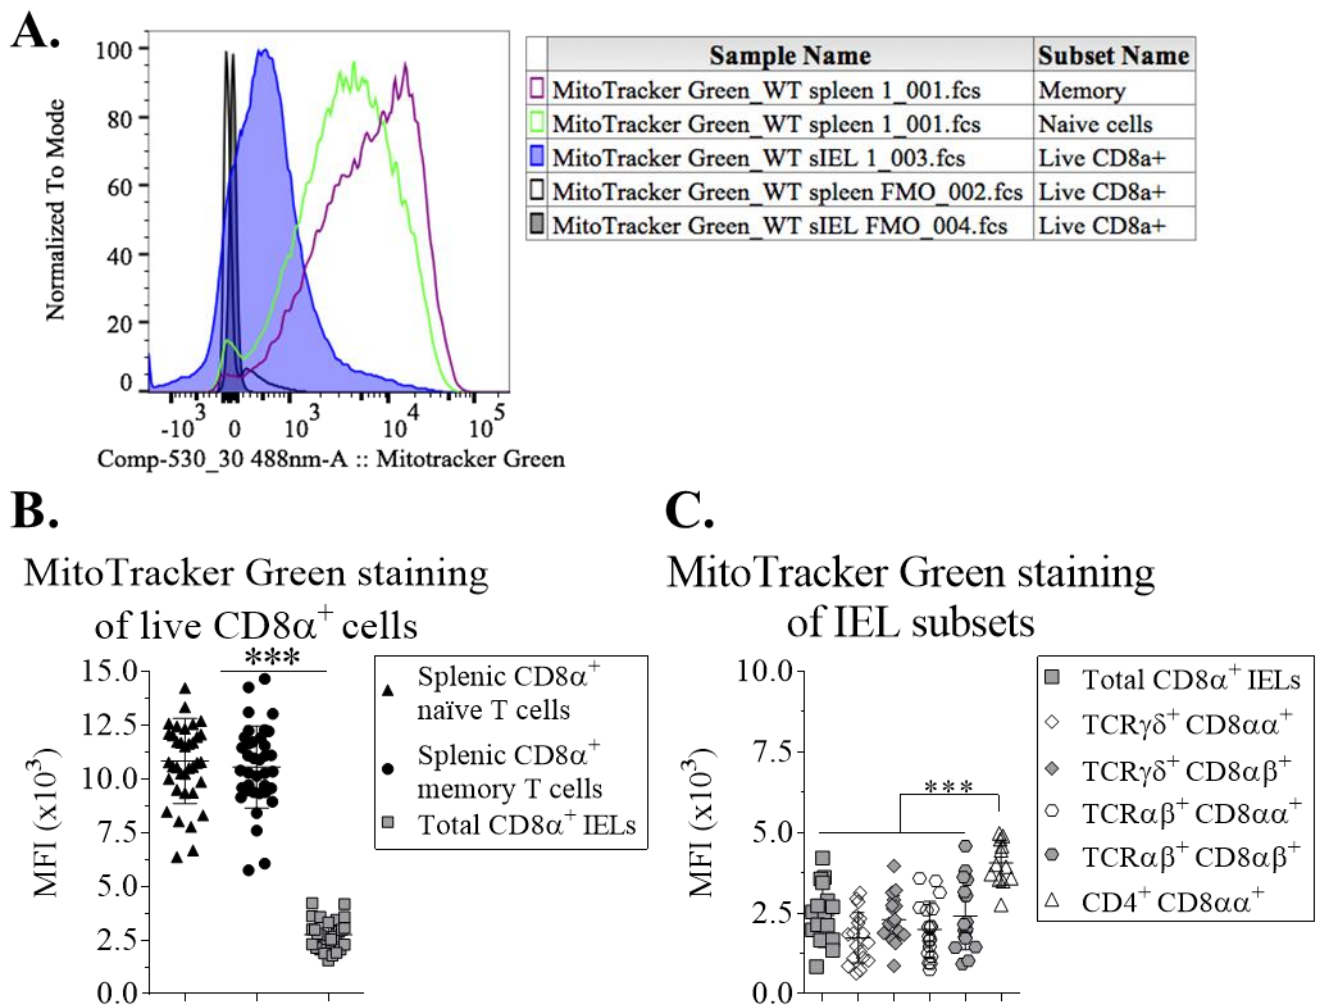 A.
Normalized To Mode
100
80
60
40
20
0
-10^3 0 10^3 10^4 10^5
Comp-530_30 488nm-A :: Mitotracker Green
Sample Name Subset Name
MitoTracker Green_WT spleen 1_001.fcs Memory
MitoTracker Green_WT spleen 1_001.fcs Naive cells
MitoTracker Green_WT sIEL 1_003.fcs Live CD8a+
MitoTracker Green_WT spleen FMO_002.fcs Live CD8a+
MitoTracker Green_WT sIEL FMO_004.fcs Live CD8a+
B.
MitoTracker Green staining
of live CD8α⁺ cells
MFI (x10³)
15.0
12.5
10.0
7.5
5.0
2.5
0.0
***
Splenic CD8α⁺
naïve T cells
Splenic CD8α⁺
memory T cells
Total CD8α⁺ IELs
C.
MitoTracker Green staining
of IEL subsets
MFI (x10³)
10.0
7.5
5.0
2.5
0.0
***
Total CD8α⁺ IELs
TCRγδ⁺ CD8αα⁺
TCRγδ⁺ CD8αβ⁺
TCRαβ⁺ CD8αα⁺
TCRαβ⁺ CD8αβ⁺
CD4⁺ CD8αα⁺